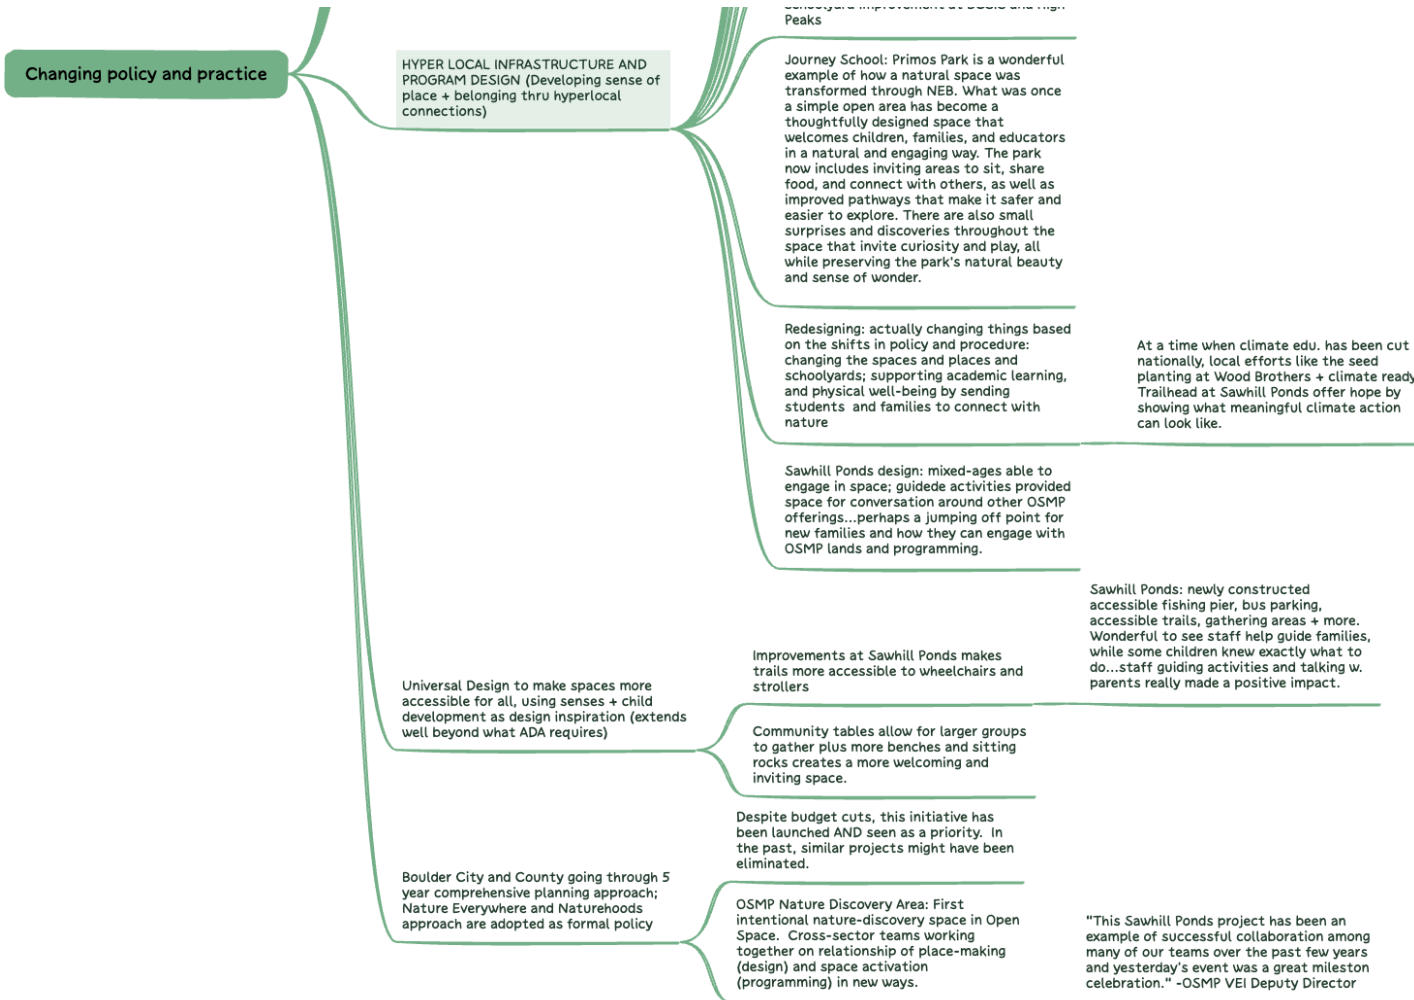 Peaks
Changing policy and practice
HYPER LOCAL INFRASTRUCTURE AND
PROGRAM DESIGN (Developing sense of
place + belonging thru hyperlocal
connections)
Journey School: Primos Park is a wonderful
example of how a natural space was
transformed through NEB. What was once
a simple open area has become a
thoughtfully designed space that
welcomes children, families, and educators
in a natural and engaging way. The park
now includes inviting areas to sit, share
food, and connect with others, as well as
improved pathways that make it safer and
easier to explore. There are also small
surprises and discoveries throughout the
space that invite curiosity and play, all
while preserving the park's natural beauty
and sense of wonder.
Redesigning: actually changing things based
on the shifts in policy and procedure:
changing the spaces and places and
schoolyards; supporting academic learning,
and physical well-being by sending
students and families to connect with
nature
At a time when climate edu. has been cut
nationally, local efforts like the seed
planting at Wood Brothers + climate ready
Trailhead at Sawhill Ponds offer hope by
showing what meaningful climate action
can look like.
Sawhill Ponds design: mixed-ages able to
engage in space; guidede activities provided
space for conversation around other OSMP
offerings...perhaps a jumping off point for
new families and how they can engage with
OSMP lands and programming.
Universal Design to make spaces more
accessible for all, using senses + child
development as design inspiration (extends
well beyond what ADA requires)
Improvements at Sawhill Ponds makes
trails more accessible to wheelchairs and
strollers
Sawhill Ponds: newly constructed
accessible fishing pier, bus parking,
accessible trails, gathering areas + more.
Wonderful to see staff help guide families,
while some children knew exactly what to
do...staff guiding activities and talking w.
parents really made a positive impact.
Community tables allow for larger groups
to gather plus more benches and sitting
rocks creates a more welcoming and
inviting space.
Boulder City and County going through 5
year comprehensive planning approach;
Nature Everywhere and Naturehoods
approach are adopted as formal policy
Despite budget cuts, this initiative has
been launched AND seen as a priority. In
the past, similar projects might have been
eliminated.
OSMP Nature Discovery Area: First
intentional nature-discovery space in Open
Space. Cross-sector teams working
together on relationship of place-making
(design) and space activation
(programming) in new ways.
"This Sawhill Ponds project has been an
example of successful collaboration among
many of our teams over the past few years
and yesterday's event was a great mileston
celebration." -OSMP VEI Deputy Director